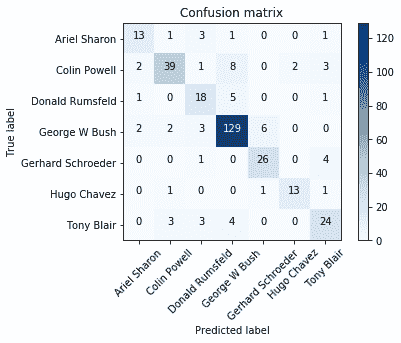 Confusion matrix
True label
Ariel Sharon 13 1 3 1 0 0 1
Colin Powell 2 39 1 8 0 2 3
Donald Rumsfeld 1 0 18 5 0 0 1
George W Bush 2 2 3 129 6 0 0
Gerhard Schroeder 0 0 1 0 26 0 4
Hugo Chavez 0 1 0 0 1 13 1
Tony Blair 0 3 3 4 0 0 24
Ariel Sharon
Colin Powell
Donald Rumsfeld
George W Bush
Gerhard Schroeder
Hugo Chavez
Tony Blair
Predicted label
120
100
80
60
40
20
0